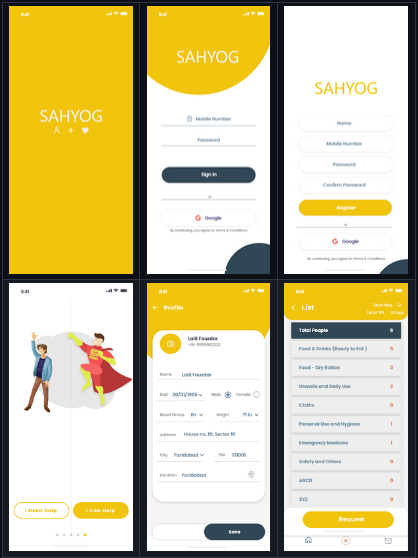 9:41
SAHYOG
9:41
SAHYOG
Mobile Number
Password
Sign In
or
Google
By continuing, you agree to Terms & Conditions
9:41
SAHYOG
Name
Mobile Number
Password
Confirm Password
Register
or
Google
By continuing, you agree to Terms & Conditions
9:41
I Need Help
I Can Help
9:41
Profile
Lalit Fauzdar
+91-
Name Lalit Fauzdar
DoB Male Female
Blood Group B+ Height 71 in
Address House no. 18, Sector 18
City Faridabad PIN 121001
Location Faridabad
Save
9:41
List
Total Items 12
Total Wt. 10 kgs
Total People 6
Food & Drinks (Ready to Eat) 5
Food - Dry Ration 3
Utensils and Daily Use 2
Cloths 0
Personal Use and Hygiene 1
Emergency Medicine 1
Safety and Others 0
ABCD 0
XYZ 0
Request